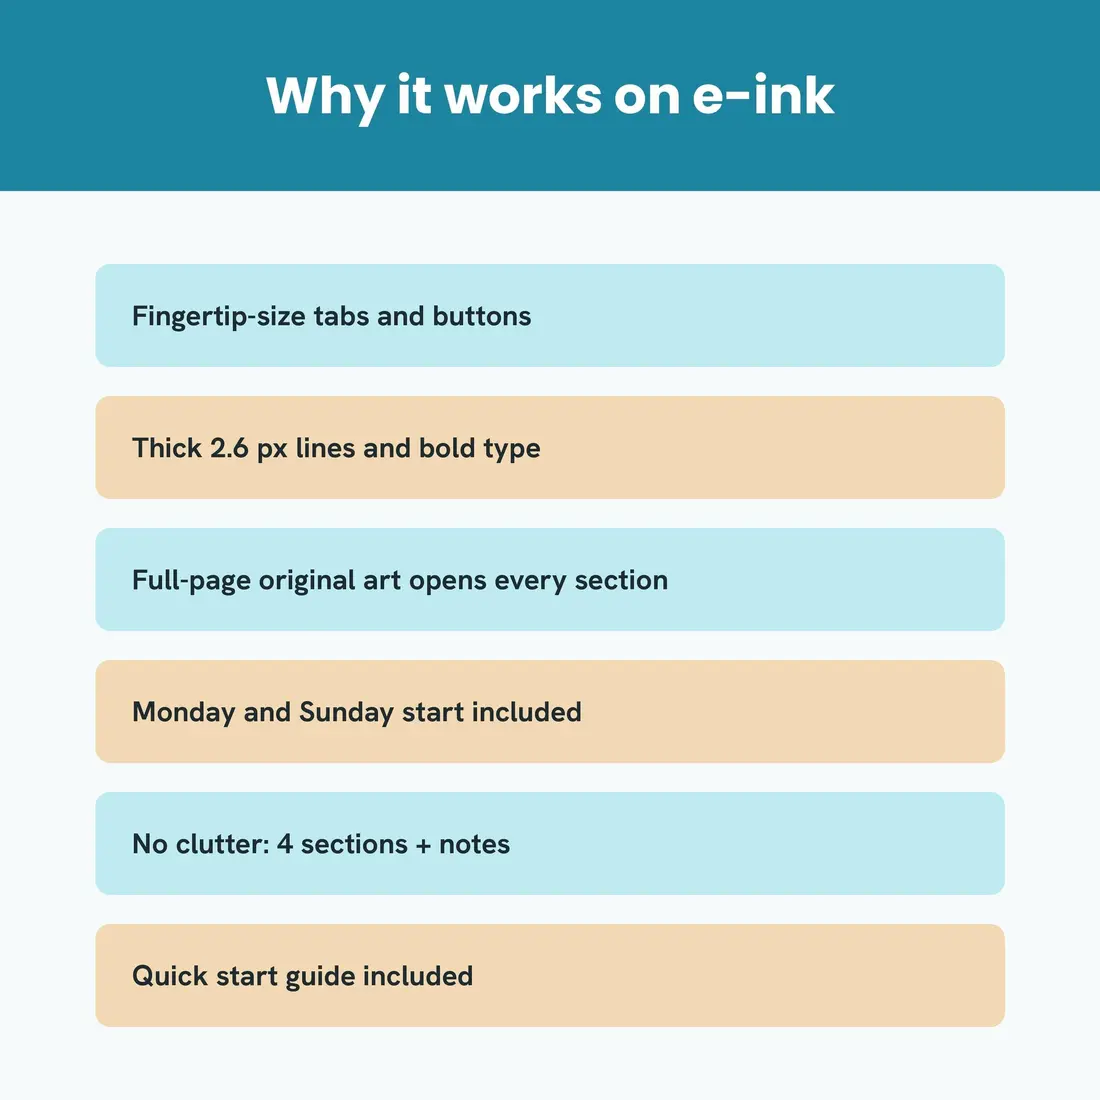 Why it works on e-ink
Fingertip-size tabs and buttons
Thick 2.6 px lines and bold type
Full-page original art opens every section
Monday and Sunday start included
No clutter: 4 sections + notes
Quick start guide included